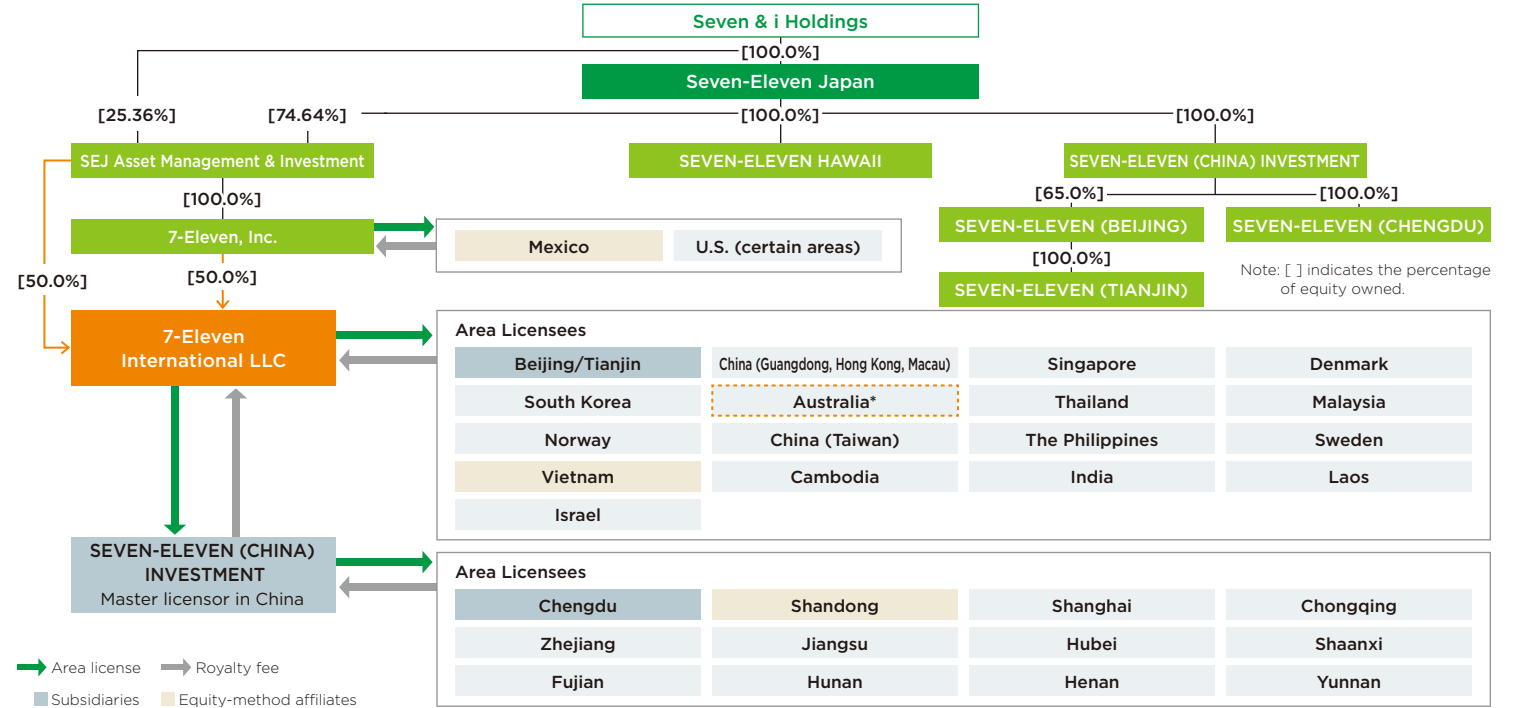 Seven & i Holdings
[100.0%]
Seven-Eleven Japan
[25.36%]
[74.64%]
[100.0%]
[100.0%]
SEJ Asset Management & Investment
SEVEN-ELEVEN HAWAII
SEVEN-ELEVEN (CHINA) INVESTMENT
[100.0%]
[65.0%]
[100.0%]
7-Eleven, Inc.
Mexico
U.S. (certain areas)
SEVEN-ELEVEN (BEIJING)
SEVEN-ELEVEN (CHENGDU)
[100.0%]
SEVEN-ELEVEN (TIANJIN)
Note: [ ] indicates the percentage
of equity owned.
[50.0%]
[50.0%]
7-Eleven
International LLC
Area Licensees
Beijing/Tianjin
China (Guangdong, Hong Kong, Macau)
Singapore
Denmark
South Korea
Australia*
Thailand
Malaysia
Norway
China (Taiwan)
The Philippines
Sweden
Vietnam
Cambodia
India
Laos
Israel
SEVEN-ELEVEN (CHINA)
INVESTMENT
Master licensor in China
Area Licensees
Chengdu
Shandong
Shanghai
Chongqing
Zhejiang
Jiangsu
Hubei
Shaanxi
Fujian
Hunan
Henan
Yunnan
Area license
Royalty fee
Subsidiaries
Equity-method affiliates